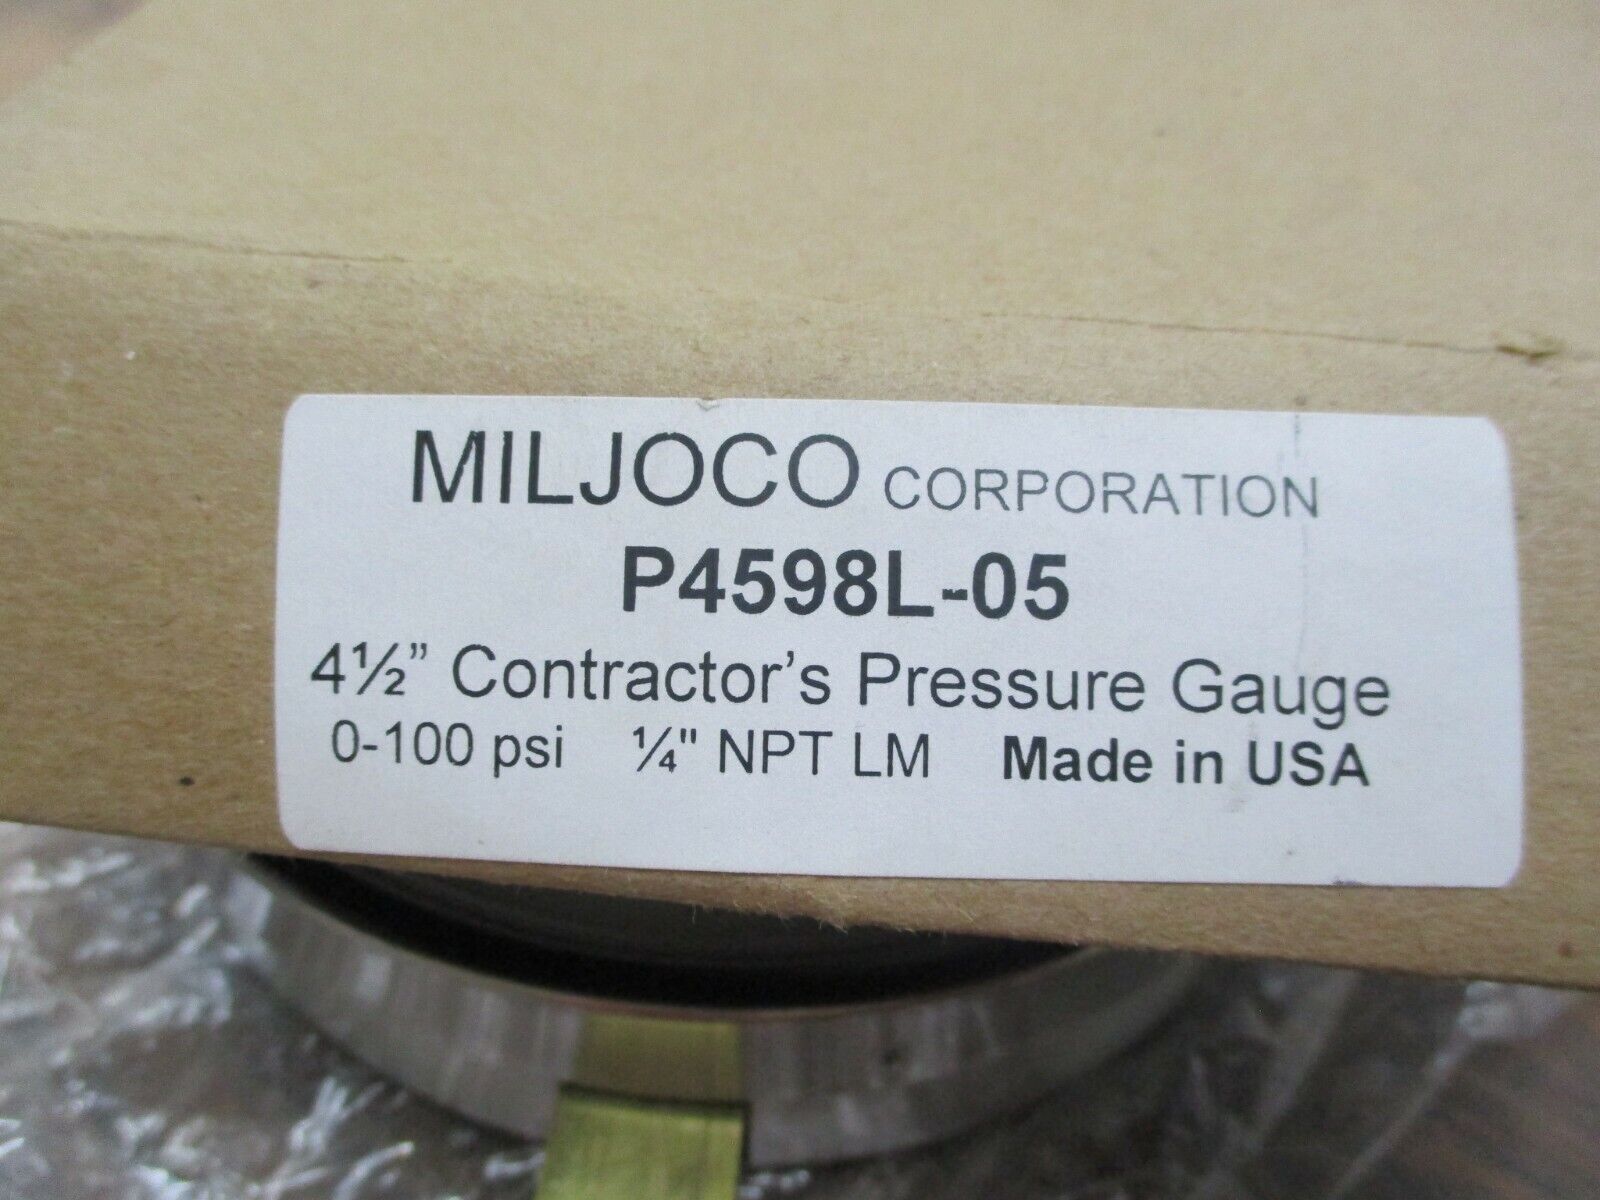 MILJOCO CORPORATION
P4598L-05
4½” Contractor’s Pressure Gauge
0-100 psi ¼" NPT LM Made in USA